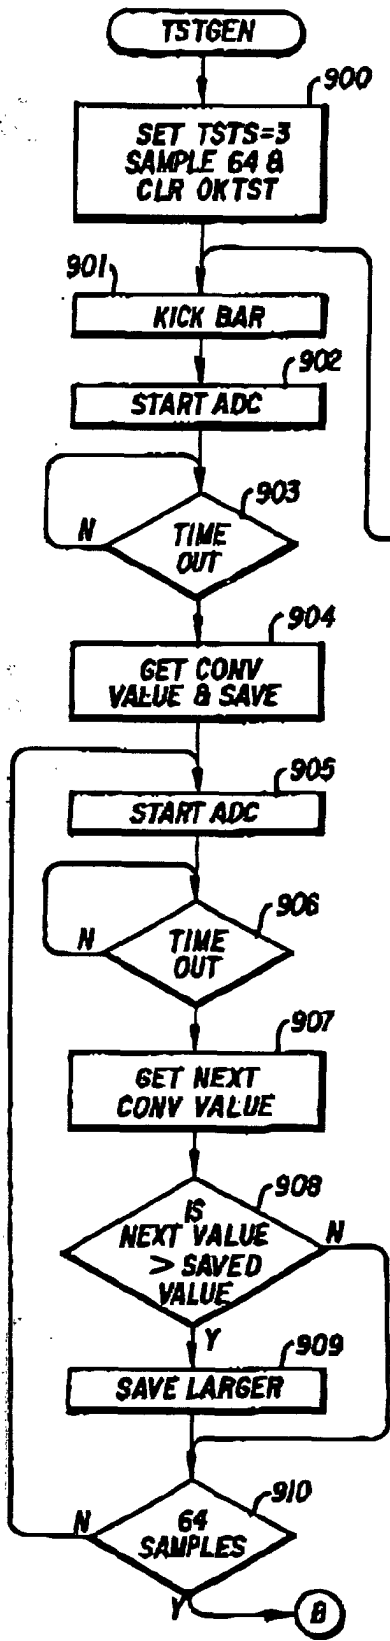 TSTGEN
900
SET TSTS=3
SAMPLE 64 &
CLR OKTST
901
KICK BAR
902
START ADC
903
N
TIME
OUT
904
GET CONV
VALUE & SAVE
905
START ADC
906
N
TIME
OUT
907
GET NEXT
CONV VALUE
908
IS
NEXT VALUE
> SAVED
VALUE
N
Y
909
SAVE LARGER
910
N
64
SAMPLES
Y
B